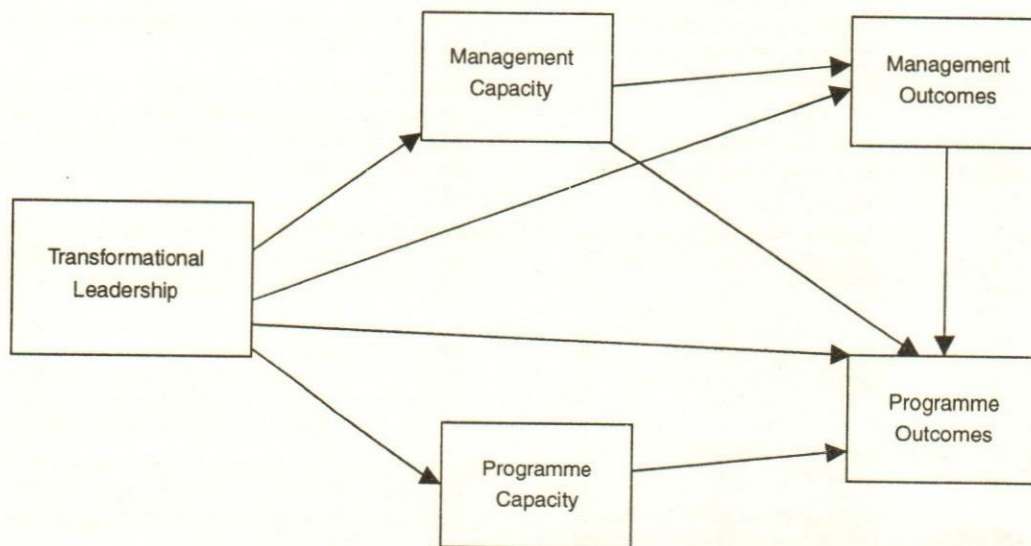 Management
Capacity
Management
Outcomes
Transformational
Leadership
Programme
Outcomes
Programme
Capacity